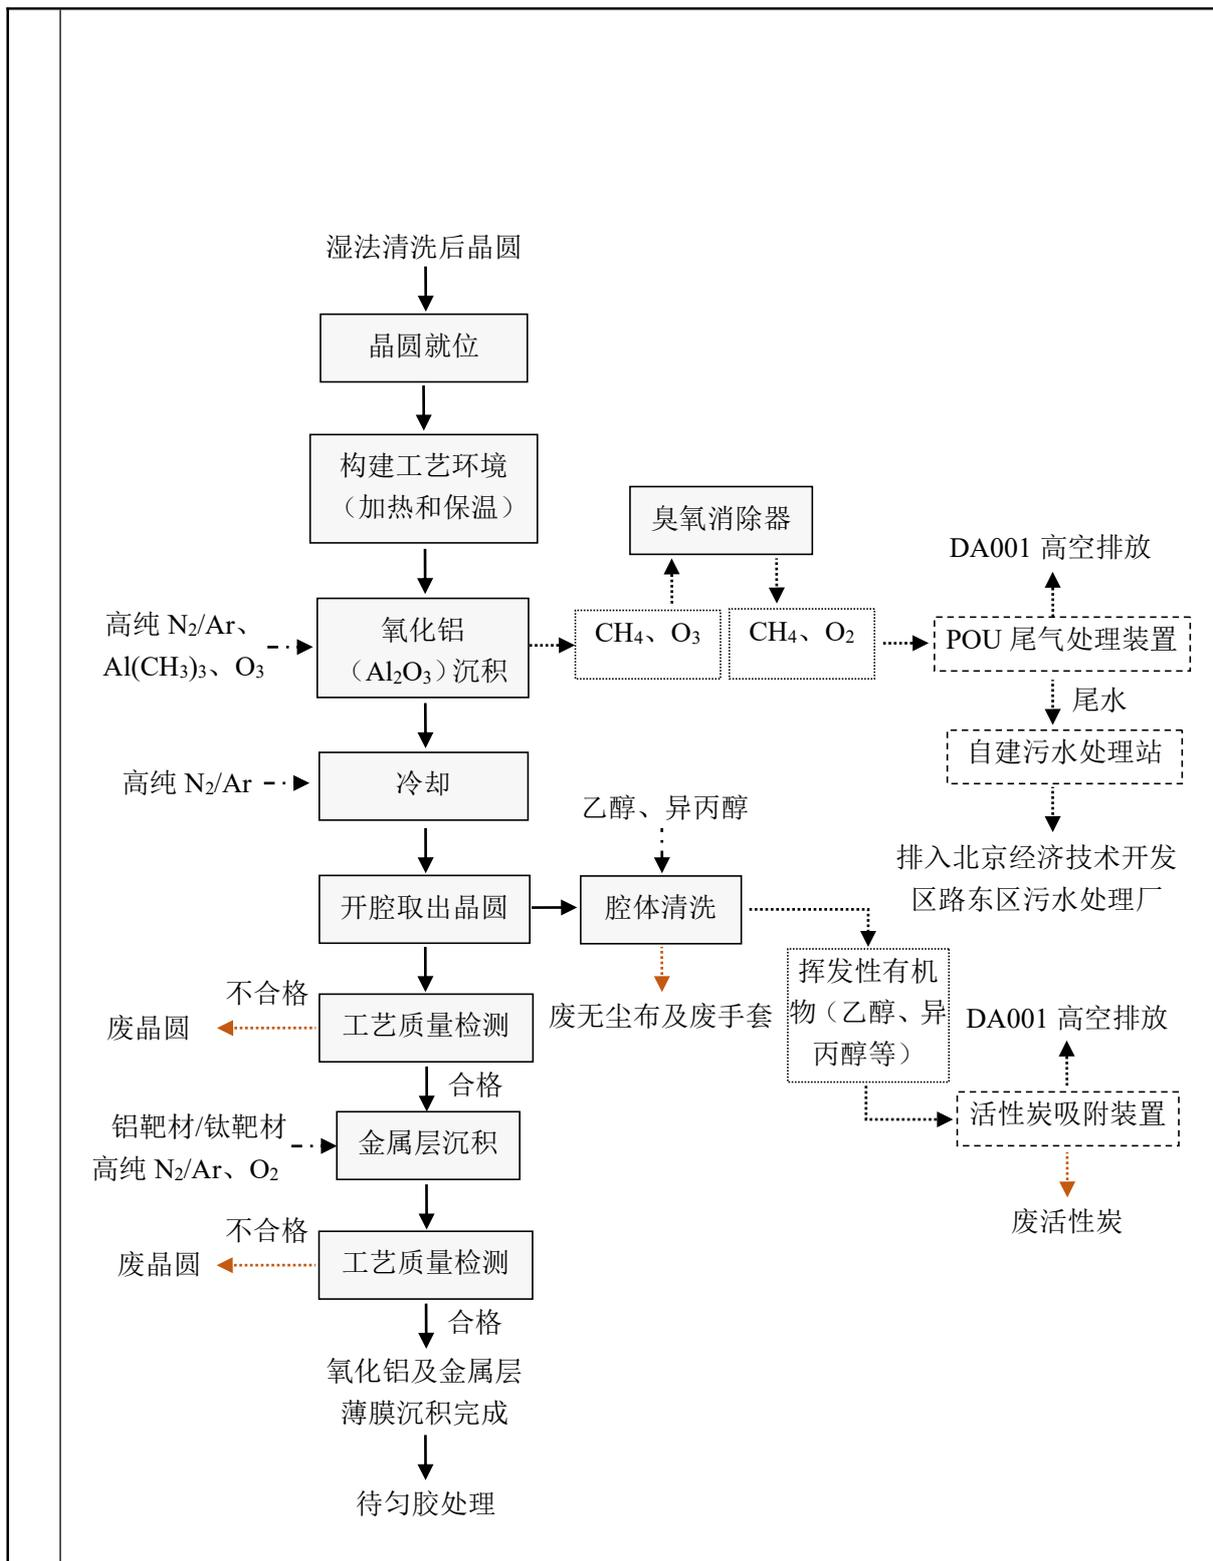 湿法清洗后晶圆
晶圆就位
构建工艺环境
（加热和保温）
臭氧消除器
DA001 高空排放
高纯 N₂/Ar、
Al(CH₃)₃、O₃
氧化铝
（Al₂O₃）沉积
CH₄、O₃
CH₄、O₂
POU 尾气处理装置
尾水
自建污水处理站
高纯 N₂/Ar
冷却
乙醇、异丙醇
排入北京经济技术开发
区路东区污水处理厂
开腔取出晶圆
腔体清洗
挥发性有机
物（乙醇、异
丙醇等）
不合格
废晶圆
工艺质量检测
废无尘布及废手套
DA001 高空排放
合格
铝靶材/钛靶材
高纯 N₂/Ar、O₂
金属层沉积
活性炭吸附装置
废活性炭
不合格
废晶圆
工艺质量检测
合格
氧化铝及金属层
薄膜沉积完成
待匀胶处理